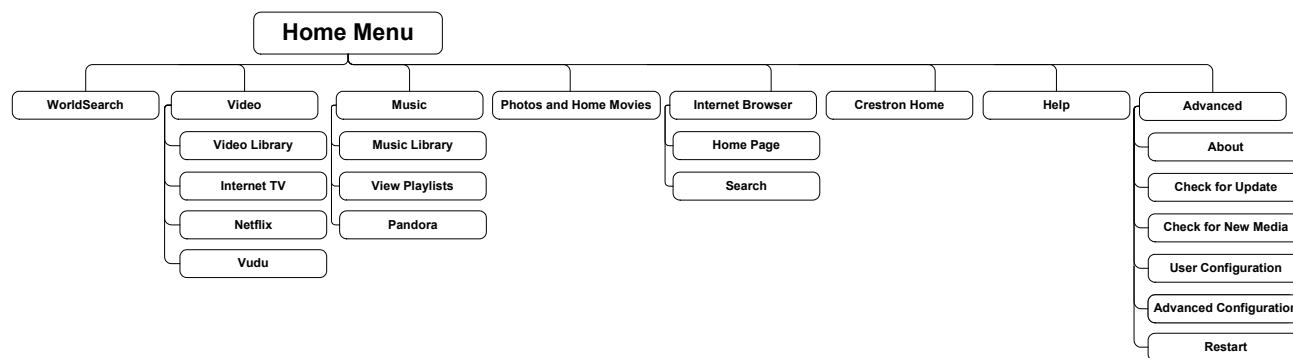 Home Menu
WorldSearch
Video
Music
Photos and Home Movies
Internet Browser
Crestron Home
Help
Advanced
Video Library
Internet TV
Netflix
Vudu
Music Library
View Playlists
Pandora
Home Page
Search
About
Check for Update
Check for New Media
User Configuration
Advanced Configuration
Restart